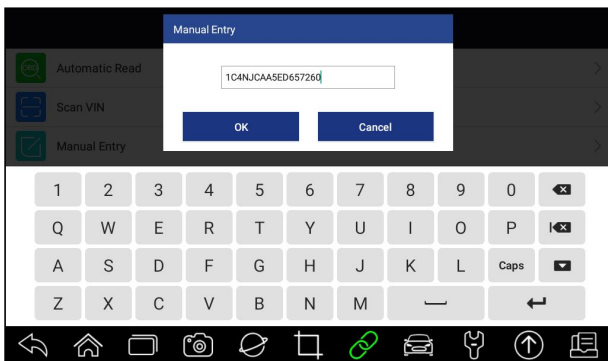 Manual Entry
1C4NJCAA5ED657260
OK Cancel
OBD
Automatic Read
Scan VIN
Manual Entry
1 2 3 4 5 6 7 8 9 0
Q W E R T Y U I O P
A S D F G H J K L Caps
Z X C V B N M